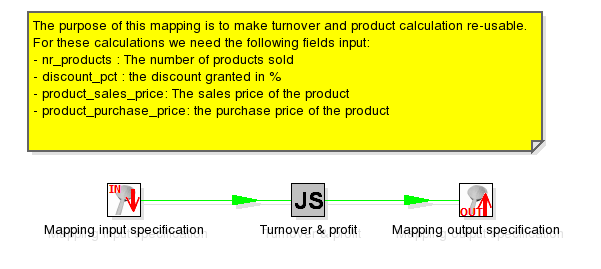 The purpose of this mapping is to make turnover and product calculation re-usable.
For these calculations we need the following fields input:
- nr_products : The number of products sold
- discount_pct : the discount granted in %
- product_sales_price: The sales price of the product
- product_purchase_price: the purchase price of the product
IN JS OUT
Mapping input specification Turnover & profit Mapping output specification